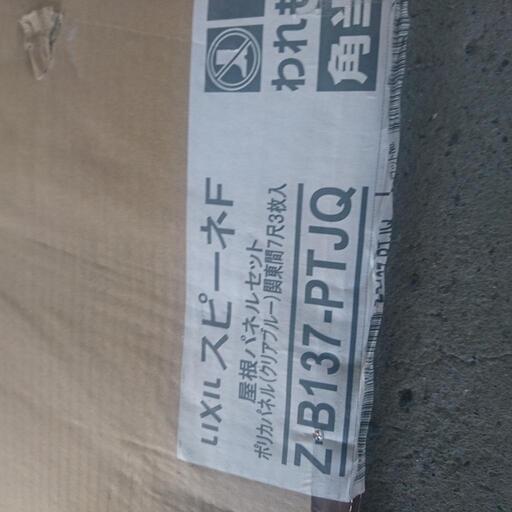 LIXIL スピーネF
屋根パネルセット
ポリカパネル(クリアブルー)関東間7尺3枚入
Z-B137-PTJQ
われも
角当